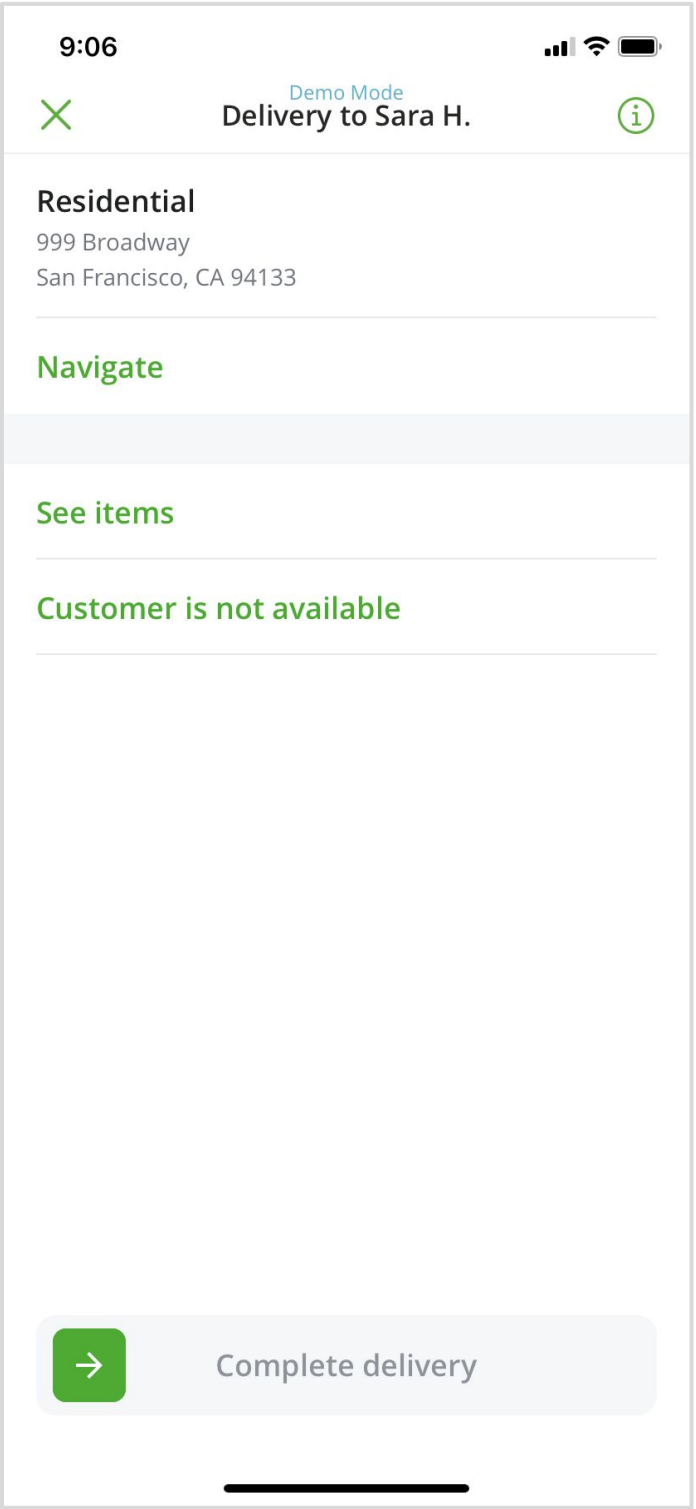 9:06
Demo Mode
Delivery to Sara H.
Residential
999 Broadway
San Francisco, CA 94133
Navigate
See items
Customer is not available
Complete delivery